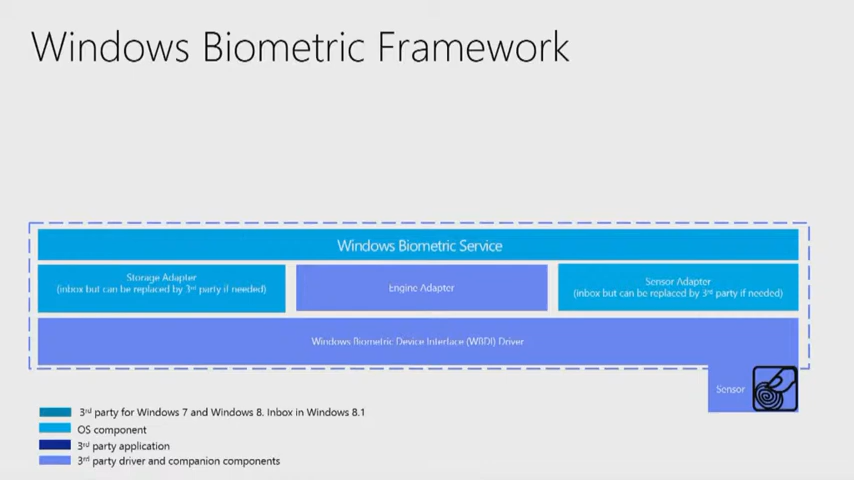 Windows Biometric Framework
Windows Biometric Service
Storage Adapter
(inbox but can be replaced by 3rd party if needed)
Engine Adapter
Sensor Adapter
(inbox but can be replaced by 3rd party if needed)
Windows Biometric Device Interface (WBDI) Driver
Sensor
3rd party for Windows 7 and Windows 8. Inbox in Windows 8.1
OS component
3rd party application
3rd party driver and companion components